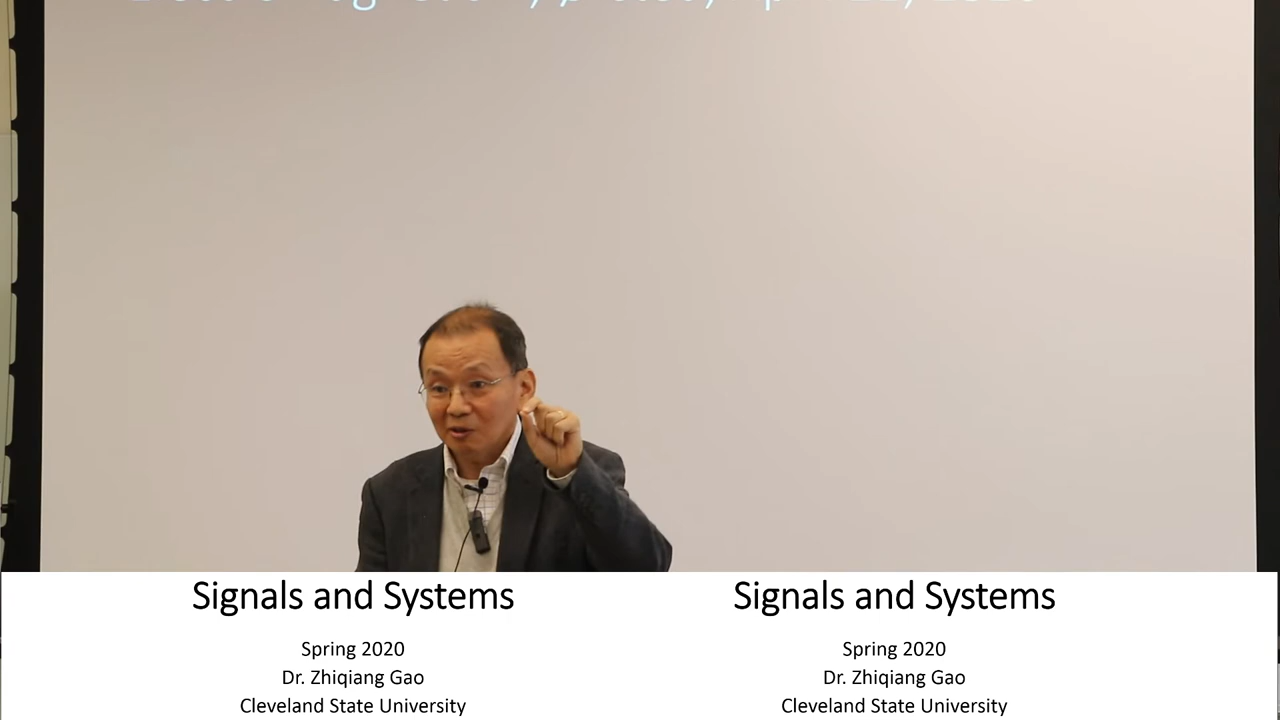 Signals and Systems
Spring 2020
Dr. Zhiqiang Gao
Cleveland State University
Signals and Systems
Spring 2020
Dr. Zhiqiang Gao
Cleveland State University